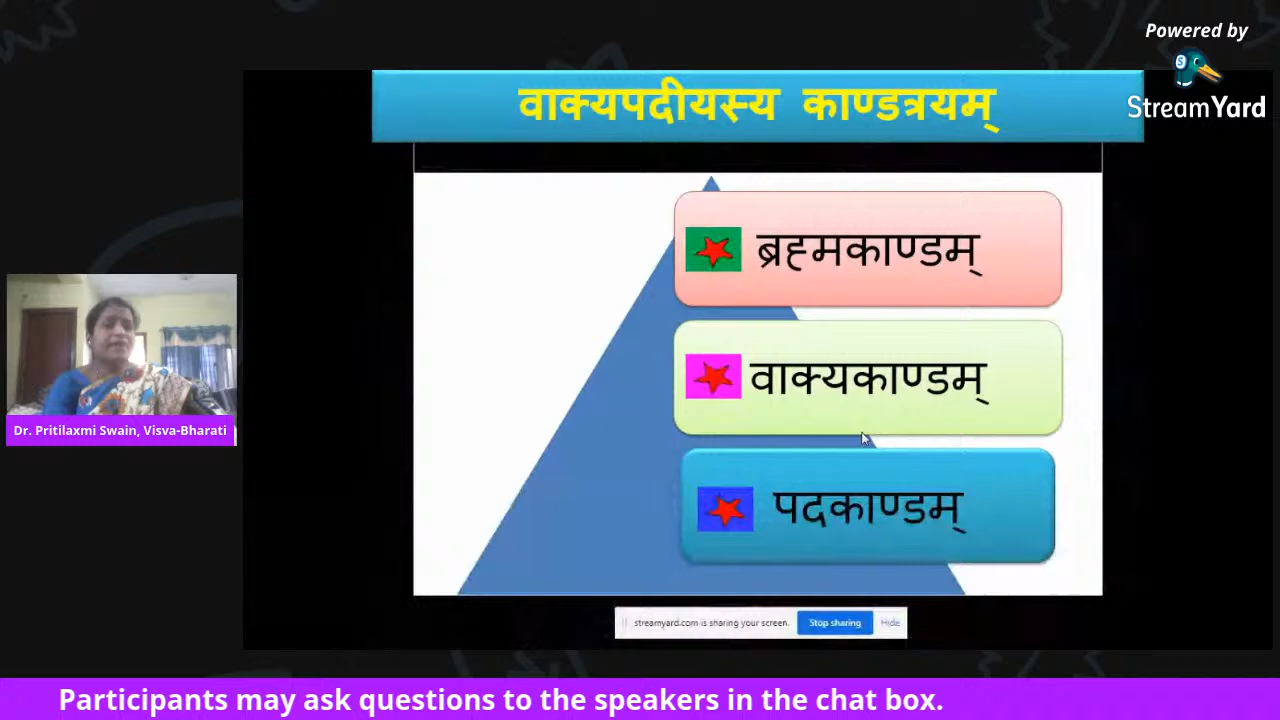 Powered by
StreamYard
वाक्यपदीयस्य काण्डत्रयम्
ब्रह्मकाण्डम्
वाक्यकाण्डम्
पदकाण्डम्
Dr. Pritilaxmi Swain, Visva-Bharati
streamyard.com is sharing your screen. Stop sharing Hide
Participants may ask questions to the speakers in the chat box.